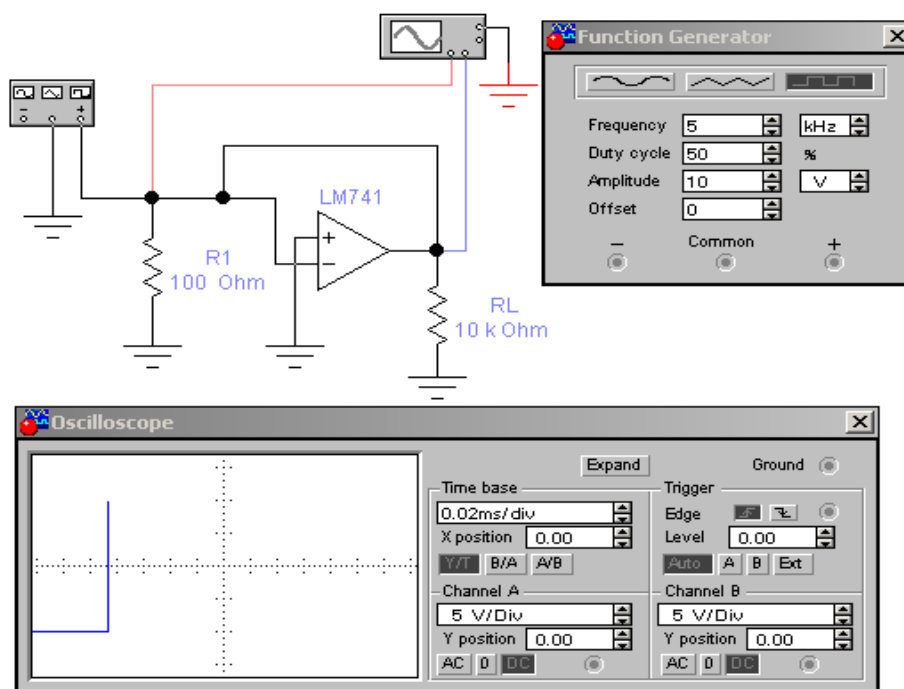 Function Generator
Frequency 5 kHz
Duty cycle 50 %
Amplitude 10 V
Offset 0
− Common +
− +
LM741
+
−
R1
100 Ohm
RL
10 k Ohm
Oscilloscope
Expand Ground
Time base Trigger
0.02ms/div Edge
X position 0.00 Level 0.00
Y/T B/A A/B Auto A B Ext
Channel A Channel B
5 V/Div 5 V/Div
Y position 0.00 Y position 0.00
AC 0 DC AC 0 DC